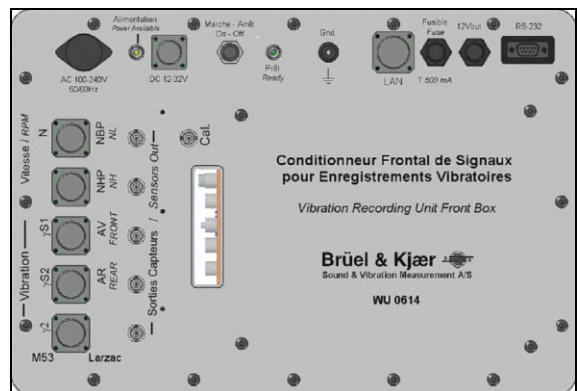 Alimentation
Power Available
Marche - Arrêt
On - Off
Gnd.
Fusible
Fuse
12Vout
RS-232
AC 100-240V
50/60Hz
DC 12-32V
Prêt
Ready
LAN
T 500 mA
Vitesse / RPM
N
NBP
NL
NHP
NH
Vibration
γS1
AV
FRONT
γS2
AR
REAR
γ2
M53
Larzac
Sorties Capteurs / Sensors Out
Cal.
Conditionneur Frontal de Signaux
pour Enregistrements Vibratoires
Vibration Recording Unit Front Box
Brüel & Kjær
Sound & Vibration Measurement A/S
WU 0614